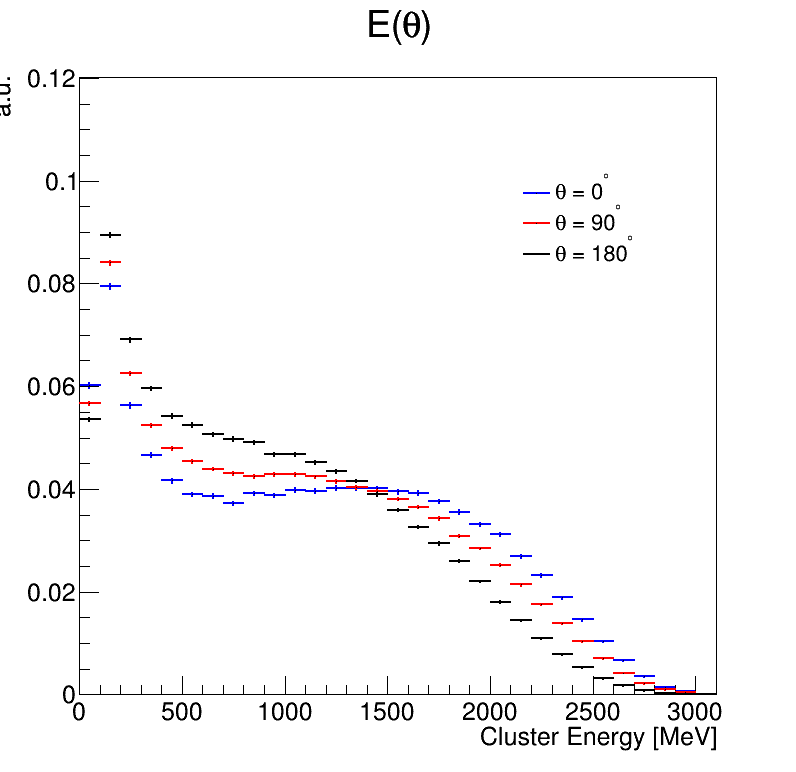 E(θ)
a.u.
0.12
0.1
0.08
0.06
0.04
0.02
0
θ = 0°
θ = 90°
θ = 180°
0 500 1000 1500 2000 2500 3000
Cluster Energy [MeV]